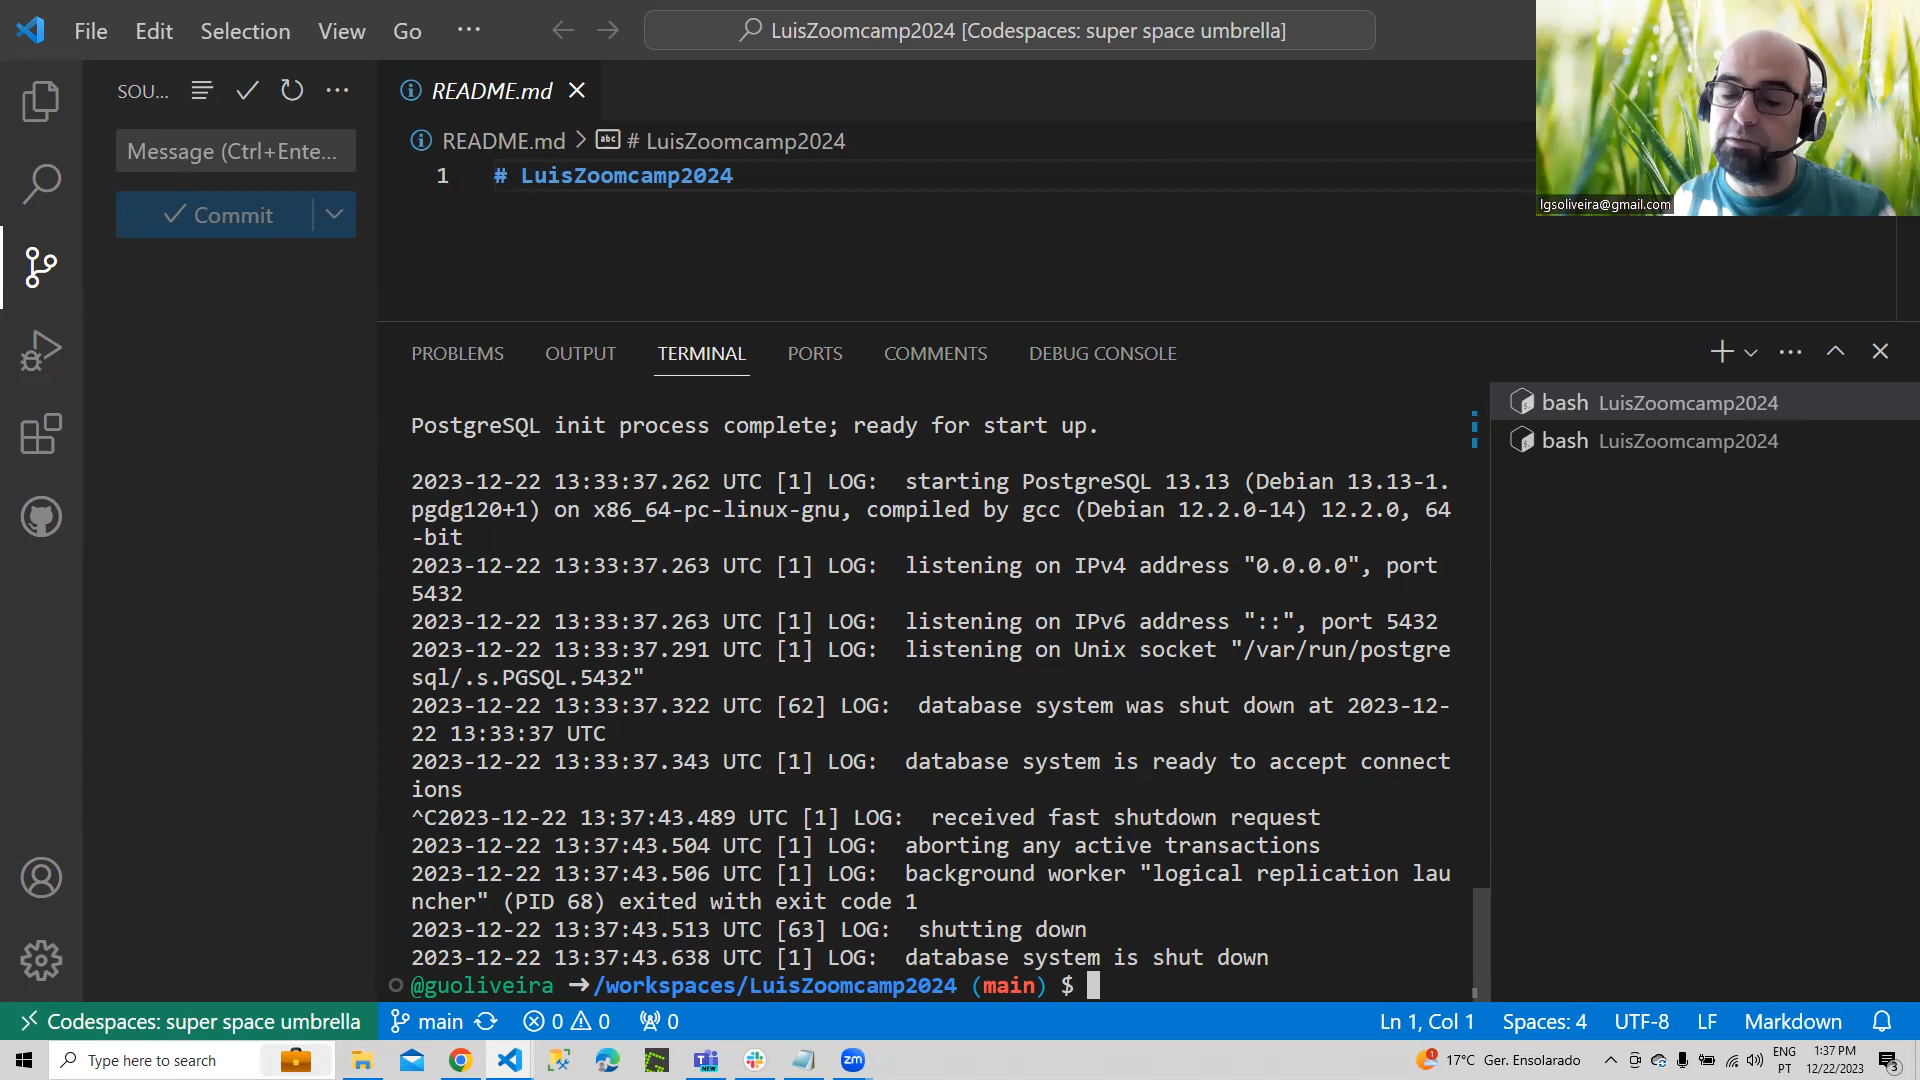 File Edit Selection View Go ···
LuisZoomcamp2024 [Codespaces: super space umbrella]
SOU...
README.md
README.md > # LuisZoomcamp2024
Message (Ctrl+Ente...
1 # LuisZoomcamp2024
Commit
lgsoliveira@gmail.com
PROBLEMS OUTPUT TERMINAL PORTS COMMENTS DEBUG CONSOLE
bash LuisZoomcamp2024
bash LuisZoomcamp2024
PostgreSQL init process complete; ready for start up.
2023-12-22 13:33:37.262 UTC [1] LOG:  starting PostgreSQL 13.13 (Debian 13.13-1.
pgdg120+1) on x86_64-pc-linux-gnu, compiled by gcc (Debian 12.2.0-14) 12.2.0, 64
-bit
2023-12-22 13:33:37.263 UTC [1] LOG:  listening on IPv4 address "0.0.0.0", port
5432
2023-12-22 13:33:37.263 UTC [1] LOG:  listening on IPv6 address "::", port 5432
2023-12-22 13:33:37.291 UTC [1] LOG:  listening on Unix socket "/var/run/postgre
sql/.s.PGSQL.5432"
2023-12-22 13:33:37.322 UTC [62] LOG:  database system was shut down at 2023-12-
22 13:33:37 UTC
2023-12-22 13:33:37.343 UTC [1] LOG:  database system is ready to accept connect
ions
^C2023-12-22 13:37:43.489 UTC [1] LOG:  received fast shutdown request
2023-12-22 13:37:43.504 UTC [1] LOG:  aborting any active transactions
2023-12-22 13:37:43.506 UTC [1] LOG:  background worker "logical replication lau
ncher" (PID 68) exited with exit code 1
2023-12-22 13:37:43.513 UTC [63] LOG:  shutting down
2023-12-22 13:37:43.638 UTC [1] LOG:  database system is shut down
@guoliveira ➜/workspaces/LuisZoomcamp2024 (main) $
Codespaces: super space umbrella main 0 0 0 Ln 1, Col 1 Spaces: 4 UTF-8 LF Markdown
Type here to search NEW zm 1 17°C Ger. Ensolarado ENG 1:37 PM
PT 12/22/2023 3